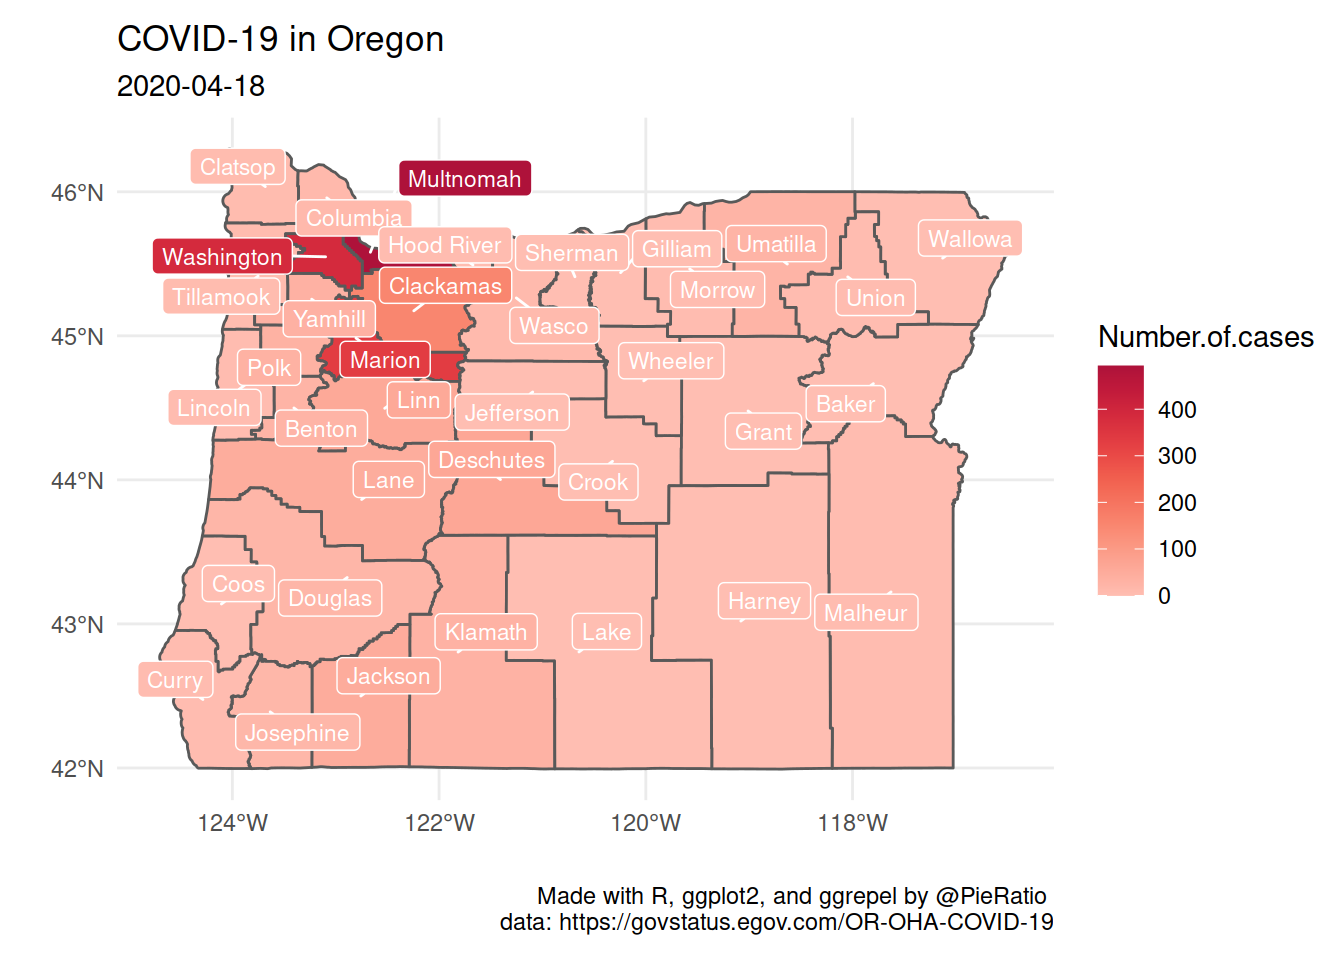 COVID-19 in Oregon
2020-04-18
46°N
45°N
44°N
43°N
42°N
Clatsop
Multnomah
Columbia
Washington
Hood River
Sherman
Gilliam
Umatilla
Wallowa
Tillamook
Clackamas
Morrow
Union
Yamhill
Wasco
Polk
Marion
Wheeler
Lincoln
Linn
Jefferson
Baker
Benton
Grant
Deschutes
Lane
Crook
Coos
Douglas
Harney
Malheur
Klamath
Lake
Curry
Jackson
Josephine
124°W
122°W
120°W
118°W
Number.of.cases
400
300
200
100
0
Made with R, ggplot2, and ggrepel by @PieRatio
data: https://govstatus.egov.com/OR-OHA-COVID-19